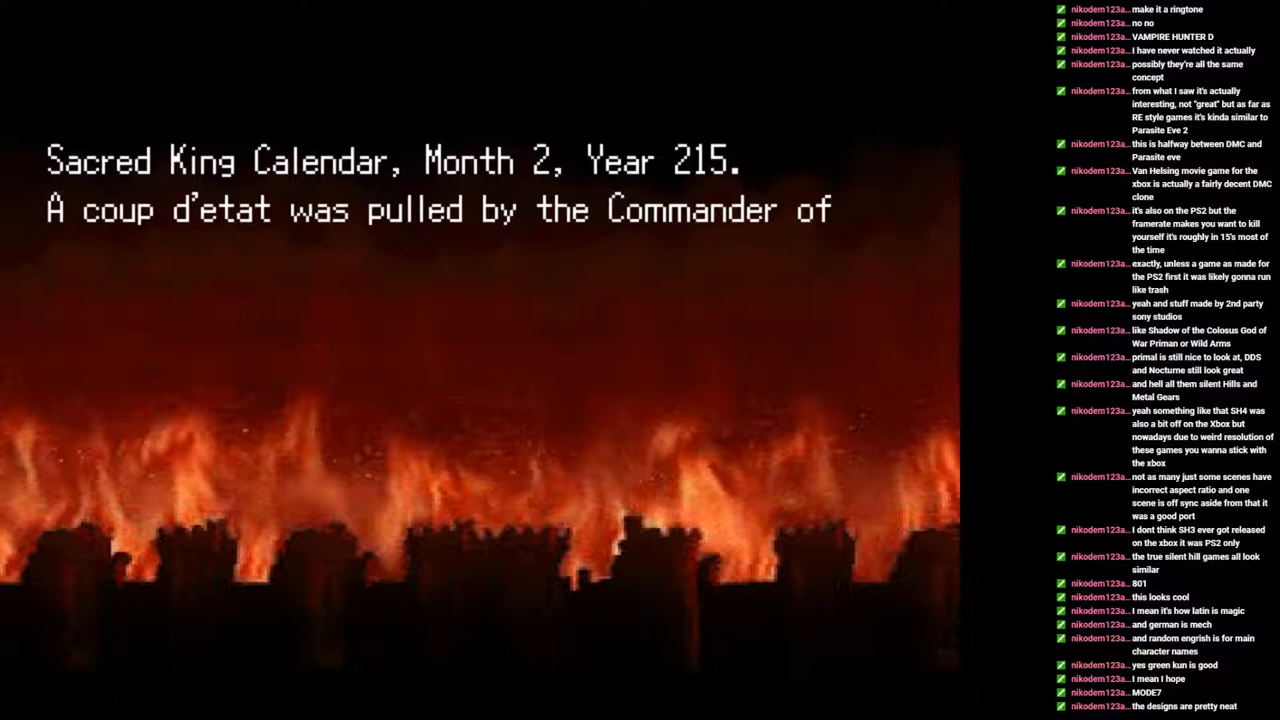 Sacred King Calendar, Month 2, Year 215.
A coup d'etat was pulled by the Commander of
nikodem123a... make it a ringtone
nikodem123a... no no
nikodem123a... VAMPIRE HUNTER D
nikodem123a... I have never watched it actually
nikodem123a... possibly they're all the same
concept
nikodem123a... from what I saw it's actually
interesting, not "great" but as far as
RE style games it's kinda similar to
Parasite Eve 2
nikodem123a... this is halfway between DMC and
Parasite eve
nikodem123a... Van Helsing movie game for the
xbox is actually a fairly decent DMC
clone
nikodem123a... it's also on the PS2 but the
framerate makes you want to kill
yourself it's roughly in 15's most of
the time
nikodem123a... exactly, unless a game as made for
the PS2 first it was likely gonna run
like trash
nikodem123a... yeah and stuff made by 2nd party
sony studios
nikodem123a... like Shadow of the Colosus God of
War Priman or Wild Arms
nikodem123a... primal is still nice to look at, DDS
and Nocturne still look great
nikodem123a... and hell all them silent Hills and
Metal Gears
nikodem123a... yeah something like that SH4 was
also a bit off on the Xbox but
nowadays due to weird resolution of
these games you wanna stick with
the xbox
nikodem123a... not as many just some scenes have
incorrect aspect ratio and one
scene is off sync aside from that it
was a good port
nikodem123a... I dont think SH3 ever got released
on the xbox it was PS2 only
nikodem123a... the true silent hill games all look
similar
nikodem123a... 801
nikodem123a... this looks cool
nikodem123a... I mean it's how latin is magic
nikodem123a... and german is mech
nikodem123a... and random engrish is for main
character names
nikodem123a... yes green kun is good
nikodem123a... I mean I hope
nikodem123a... MODE7
nikodem123a... the designs are pretty neat